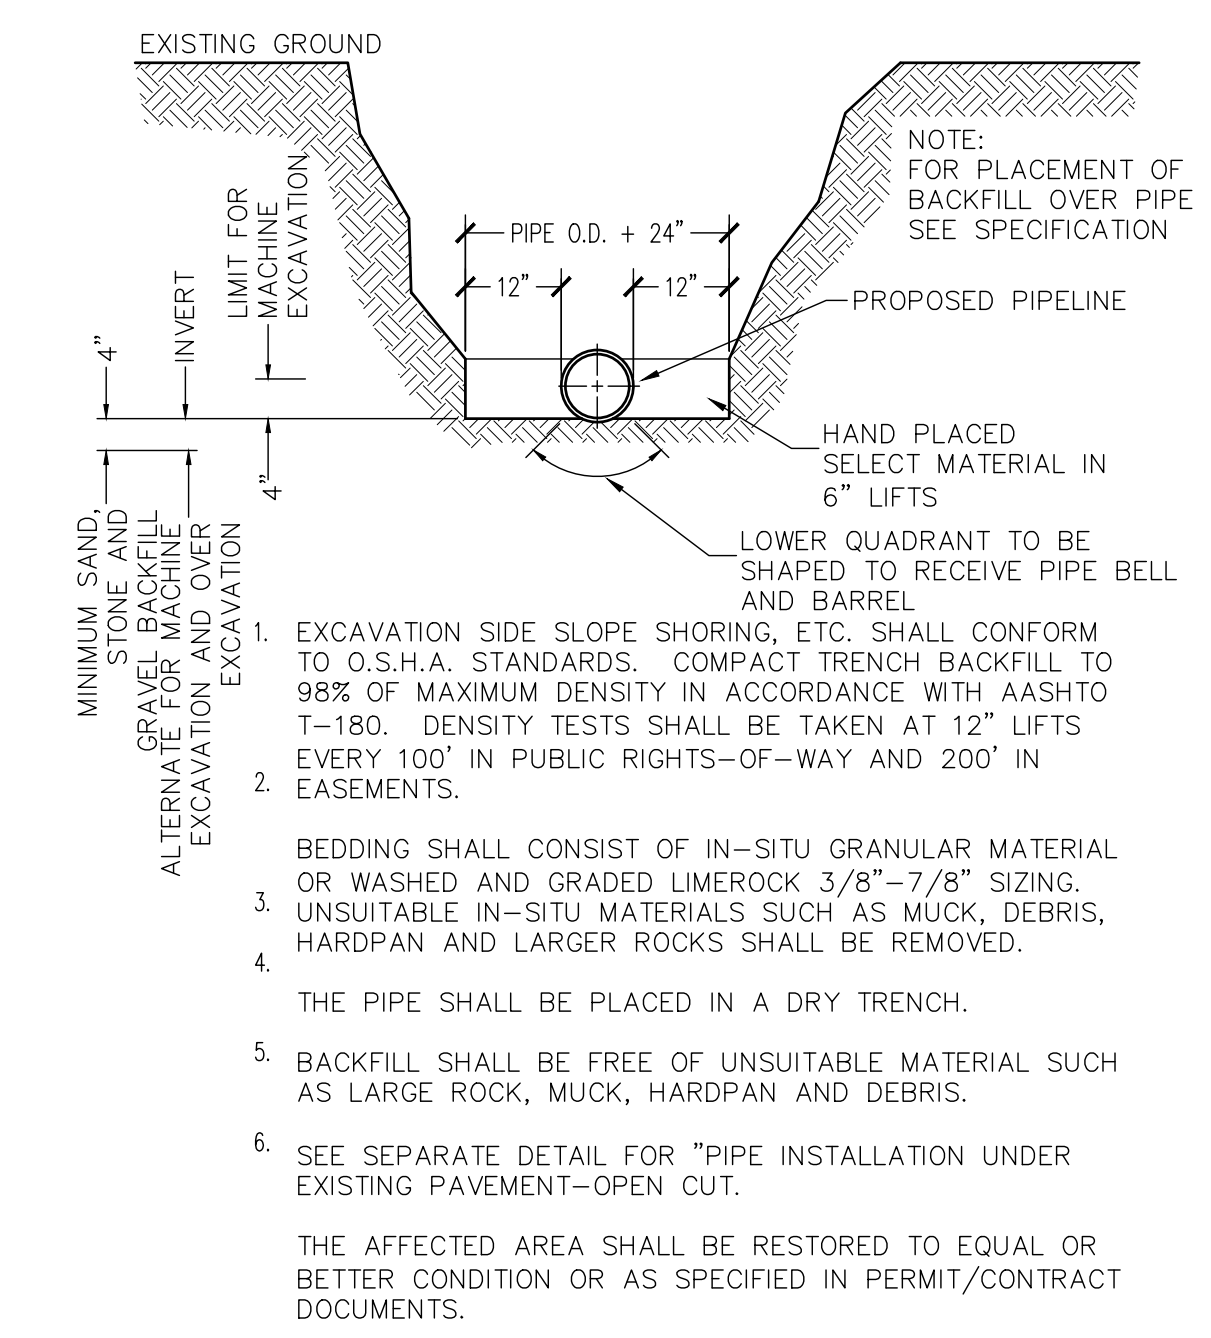 EXISTING GROUND
NOTE:
FOR PLACEMENT OF
BACKFILL OVER PIPE
SEE SPECIFICATION
LIMIT FOR
MACHINE
EXCAVATION
PIPE O.D. + 24"
12"
12"
PROPOSED PIPELINE
4"
INVERT
4"
HAND PLACED
SELECT MATERIAL IN
6" LIFTS
LOWER QUADRANT TO BE
SHAPED TO RECEIVE PIPE BELL
AND BARREL
MINIMUM SAND,
STONE AND
GRAVEL BACKFILL
ALTERNATE FOR MACHINE
EXCAVATION AND OVER
EXCAVATION
1. EXCAVATION SIDE SLOPE SHORING, ETC. SHALL CONFORM
TO O.S.H.A. STANDARDS. COMPACT TRENCH BACKFILL TO
98% OF MAXIMUM DENSITY IN ACCORDANCE WITH AASHTO
T-180. DENSITY TESTS SHALL BE TAKEN AT 12" LIFTS
EVERY 100' IN PUBLIC RIGHTS-OF-WAY AND 200' IN
2. EASEMENTS.
BEDDING SHALL CONSIST OF IN-SITU GRANULAR MATERIAL
OR WASHED AND GRADED LIMEROCK 3/8"-7/8" SIZING.
3. UNSUITABLE IN-SITU MATERIALS SUCH AS MUCK, DEBRIS,
HARDPAN AND LARGER ROCKS SHALL BE REMOVED.
4.
THE PIPE SHALL BE PLACED IN A DRY TRENCH.
5. BACKFILL SHALL BE FREE OF UNSUITABLE MATERIAL SUCH
AS LARGE ROCK, MUCK, HARDPAN AND DEBRIS.
6. SEE SEPARATE DETAIL FOR "PIPE INSTALLATION UNDER
EXISTING PAVEMENT-OPEN CUT.
THE AFFECTED AREA SHALL BE RESTORED TO EQUAL OR
BETTER CONDITION OR AS SPECIFIED IN PERMIT/CONTRACT
DOCUMENTS.